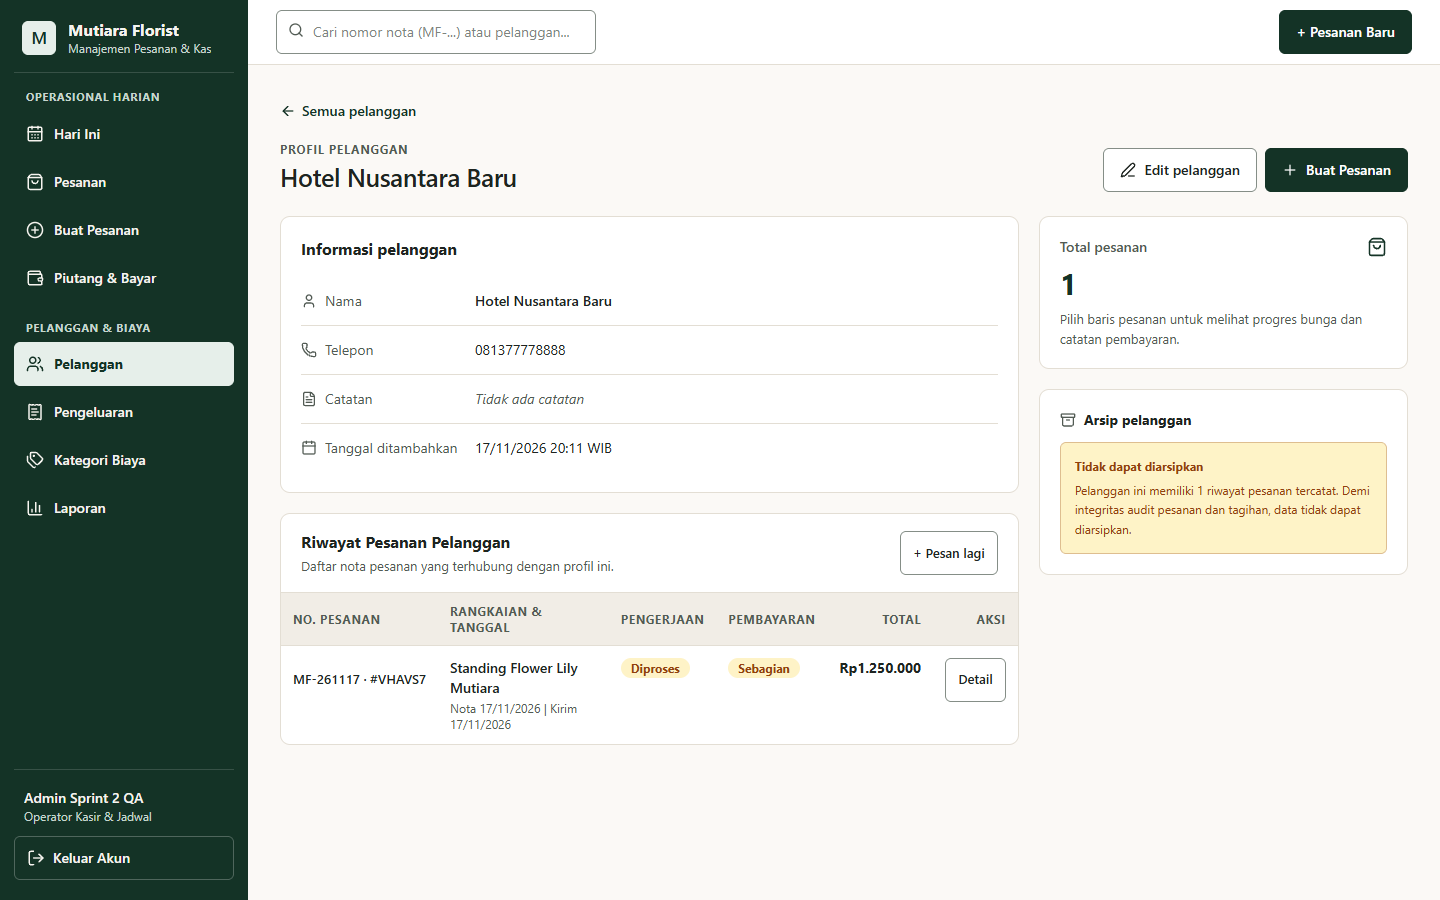 M
Mutiara Florist
Manajemen Pesanan & Kas
OPERASIONAL HARIAN
Hari Ini
Pesanan
Buat Pesanan
Piutang & Bayar
PELANGGAN & BIAYA
Pelanggan
Pengeluaran
Kategori Biaya
Laporan
Admin Sprint 2 QA
Operator Kasir & Jadwal
Keluar Akun
Cari nomor nota (MF-...) atau pelanggan...
+ Pesanan Baru
Semua pelanggan
PROFIL PELANGGAN
Hotel Nusantara Baru
Edit pelanggan
Buat Pesanan
Informasi pelanggan
Nama Hotel Nusantara Baru
Telepon 081377778888
Catatan Tidak ada catatan
Tanggal ditambahkan 17/11/2026 20:11 WIB
Riwayat Pesanan Pelanggan
Daftar nota pesanan yang terhubung dengan profil ini.
+ Pesan lagi
NO. PESANAN RANGKAIAN & TANGGAL PENGERJAAN PEMBAYARAN TOTAL AKSI
MF-261117 · #VHAVS7
Standing Flower Lily
Mutiara
Nota 17/11/2026 | Kirim
17/11/2026
Diproses
Sebagian
Rp1.250.000
Detail
Total pesanan
1
Pilih baris pesanan untuk melihat progres bunga dan
catatan pembayaran.
Arsip pelanggan
Tidak dapat diarsipkan
Pelanggan ini memiliki 1 riwayat pesanan tercatat. Demi
integritas audit pesanan dan tagihan, data tidak dapat
diarsipkan.